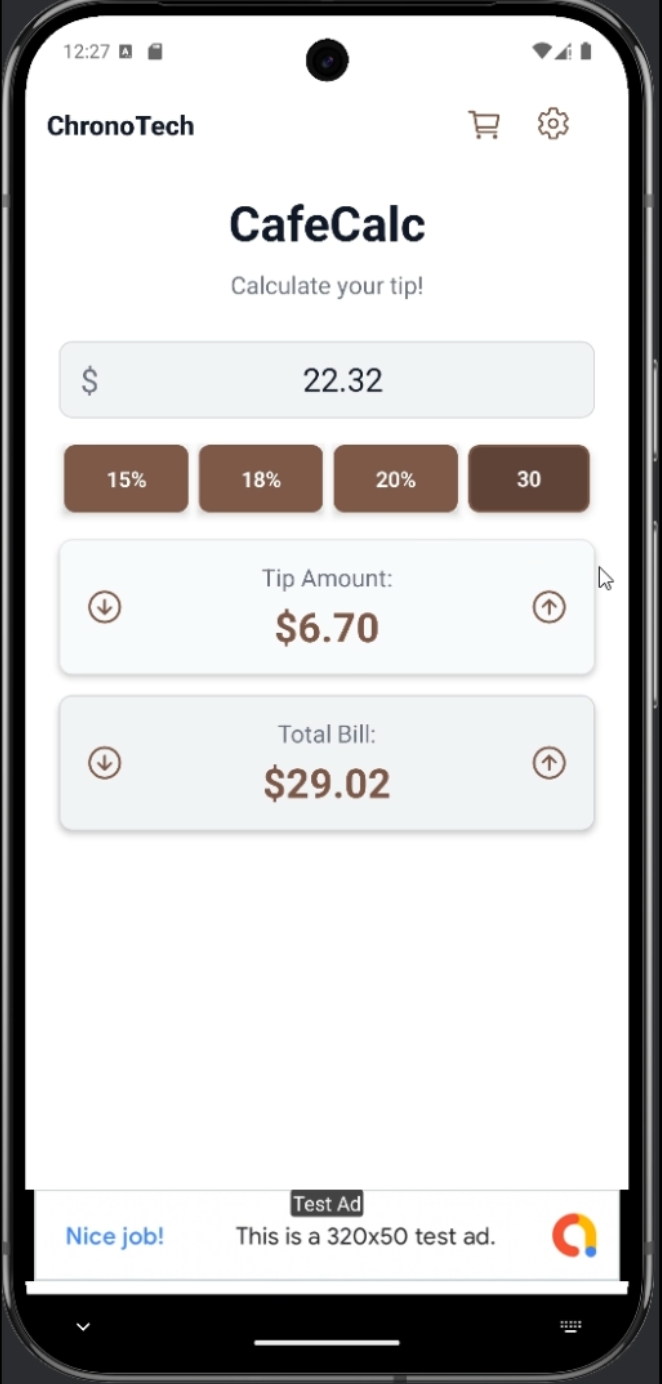 12:27
ChronoTech
CafeCalc
Calculate your tip!
$ 22.32
15% 18% 20% 30
Tip Amount:
$6.70
Total Bill:
$29.02
Test Ad
Nice job! This is a 320x50 test ad.